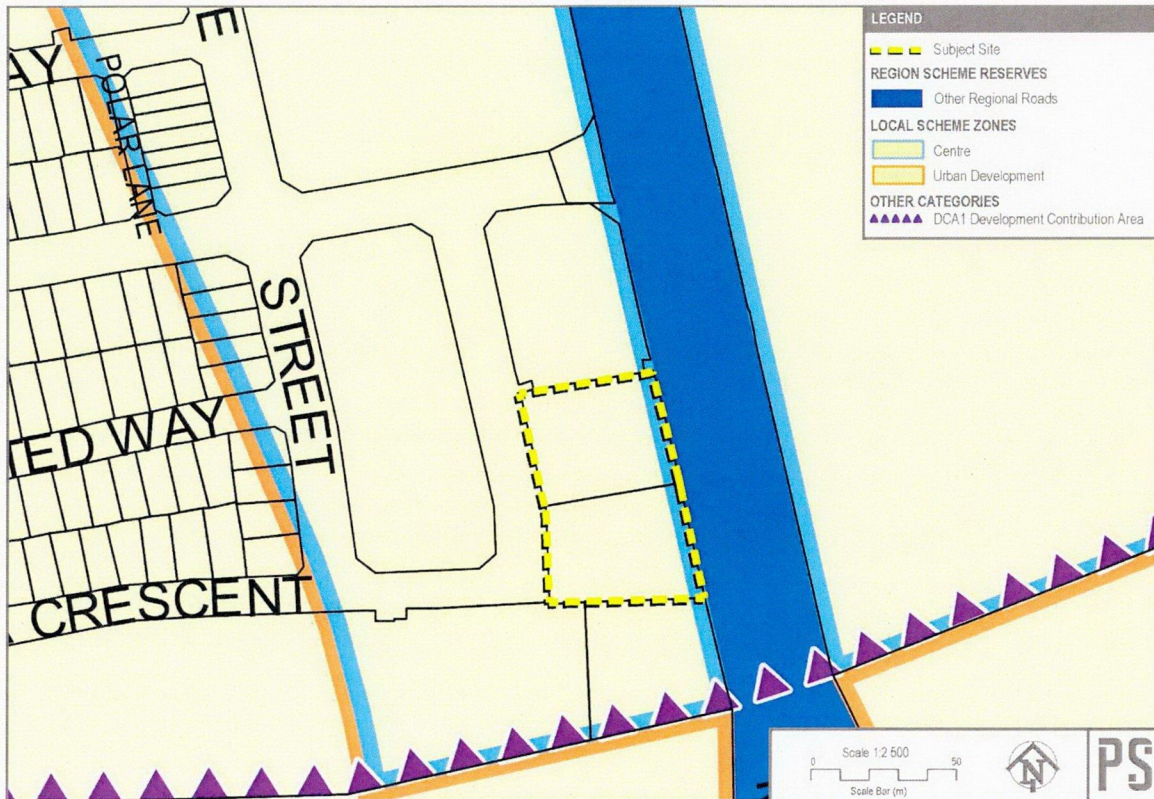 E
AY
POLAR LANE
STREET
TED WAY
CRESCENT
LEGEND
Subject Site
REGION SCHEME RESERVES
Other Regional Roads
LOCAL SCHEME ZONES
Centre
Urban Development
OTHER CATEGORIES
DCA1 Development Contribution Area
Scale 1:2 500
0 50
Scale Bar (m)
N
PS